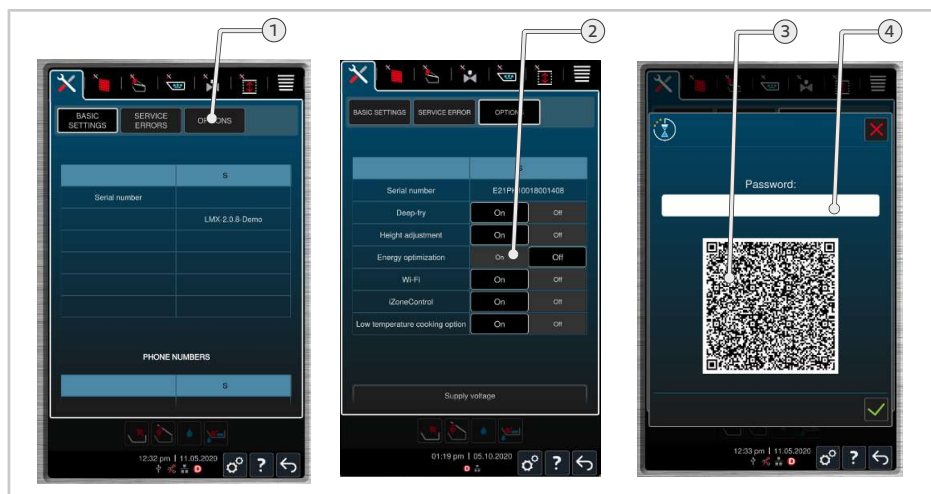 1
BASIC SETTINGS
SERVICE ERRORS
OPTIONS
S
Serial number
LMX-2.0.8-Demo
PHONE NUMBERS
S
12:32 pm | 11.05.2020
D
?
2
BASIC SETTINGS
SERVICE ERROR
OPTIONS
S
Serial number
E21PH 10018001408
Deep-fry
On
Off
Height adjustment
On
Off
Energy optimization
On
Off
Wi-Fi
On
Off
iZoneControl
On
Off
Low temperature cooking option
On
Off
Supply voltage
01:19 pm | 05.10.2020
D
?
3
4
Password:
12:33 pm | 11.05.2020
D
?